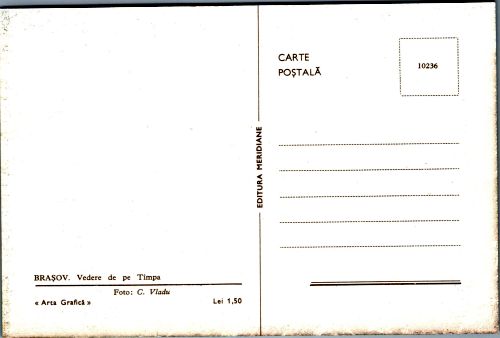 CARTE
POȘTALĂ
10236
EDITURA MERIDIANE
BRAȘOV. Vedere de pe Tîmpa
Foto: C. Vladu
« Arta Grafică »
Lei 1,50